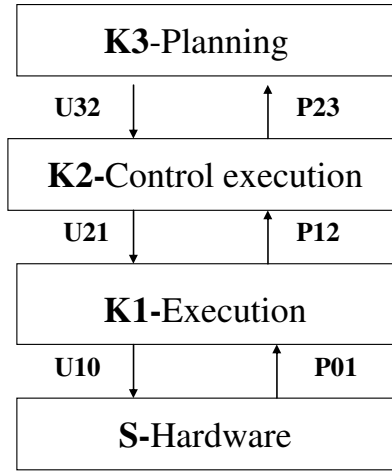 K3-Planning
U32 P23
K2-Control execution
U21 P12
K1-Execution
U10 P01
S-Hardware